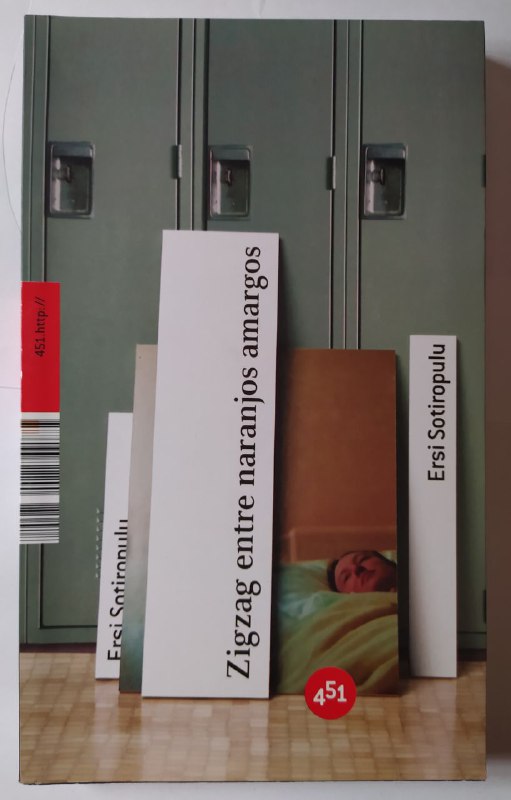 451.http://
Zigzag entre naranjos amargos
Ersi Sotiropulu
Ersi Sotiropulu
451